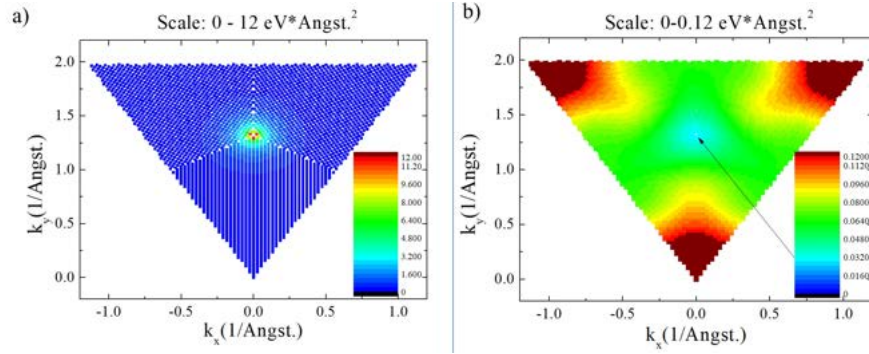 a)
Scale: 0 - 12 eV*Angst.²
2.0
1.5
1.0
0.5
0.0
k_y(1/Angst.)
12.00
11.20
9.600
8.000
6.400
4.800
3.200
1.600
0
-1.0 -0.5 0.0 0.5 1.0
k_x(1/Angst.)
b)
Scale: 0-0.12 eV*Angst.²
2.0
1.5
1.0
0.5
0.0
k_y(1/Angst.)
0.1200
0.1120
0.0960
0.0800
0.0640
0.0480
0.0320
0.0160
0
-1.0 -0.5 0.0 0.5 1.0
k_x(1/Angst.)